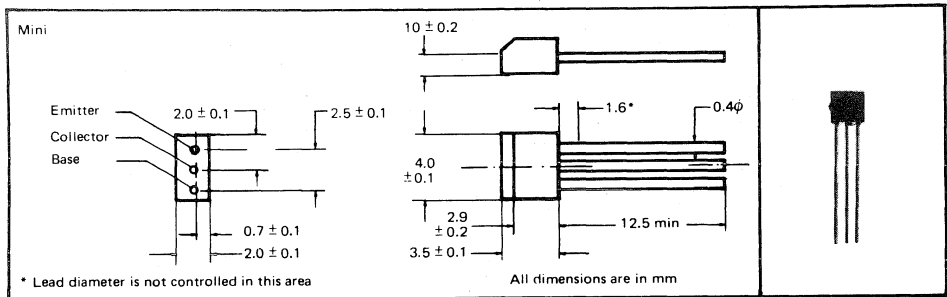 Mini
10 ± 0.2
Emitter
2.0 ± 0.1
2.5 ± 0.1
1.6*
0.4ϕ
Collector
Base
4.0
± 0.1
2.9
± 0.2
12.5 min
0.7 ± 0.1
2.0 ± 0.1
3.5 ± 0.1
* Lead diameter is not controlled in this area
All dimensions are in mm